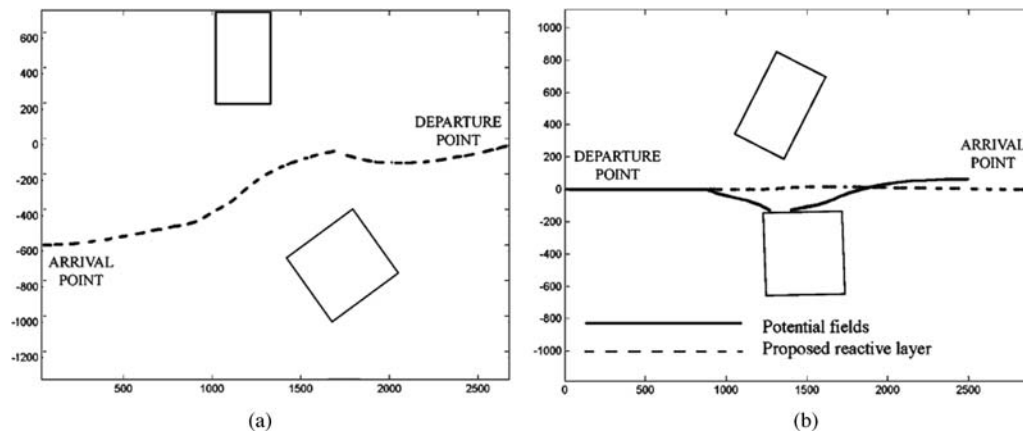 600
400
200
0
-200
-400
-600
-800
-1000
-1200
500
1000
1500
2000
2500
DEPARTURE
POINT
ARRIVAL
POINT
(a)
1000
800
600
400
200
0
-200
-400
-600
-800
-1000
0
500
1000
1500
2000
2500
DEPARTURE
POINT
ARRIVAL
POINT
Potential fields
Proposed reactive layer
(b)